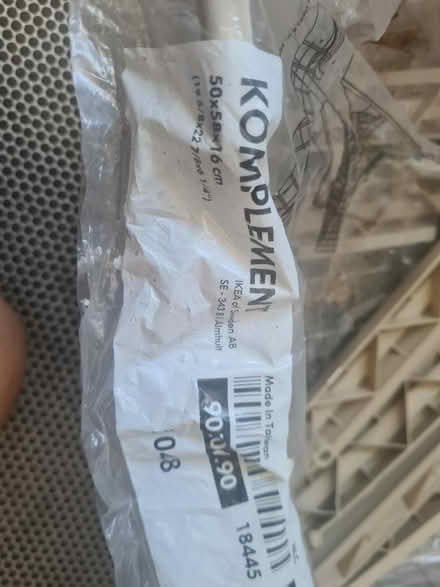 KOMPLEMENT
50x58x16 cm
IKEA of Sweden AB
SE - 343 81 Älmhult
Made in Taiwan
18445